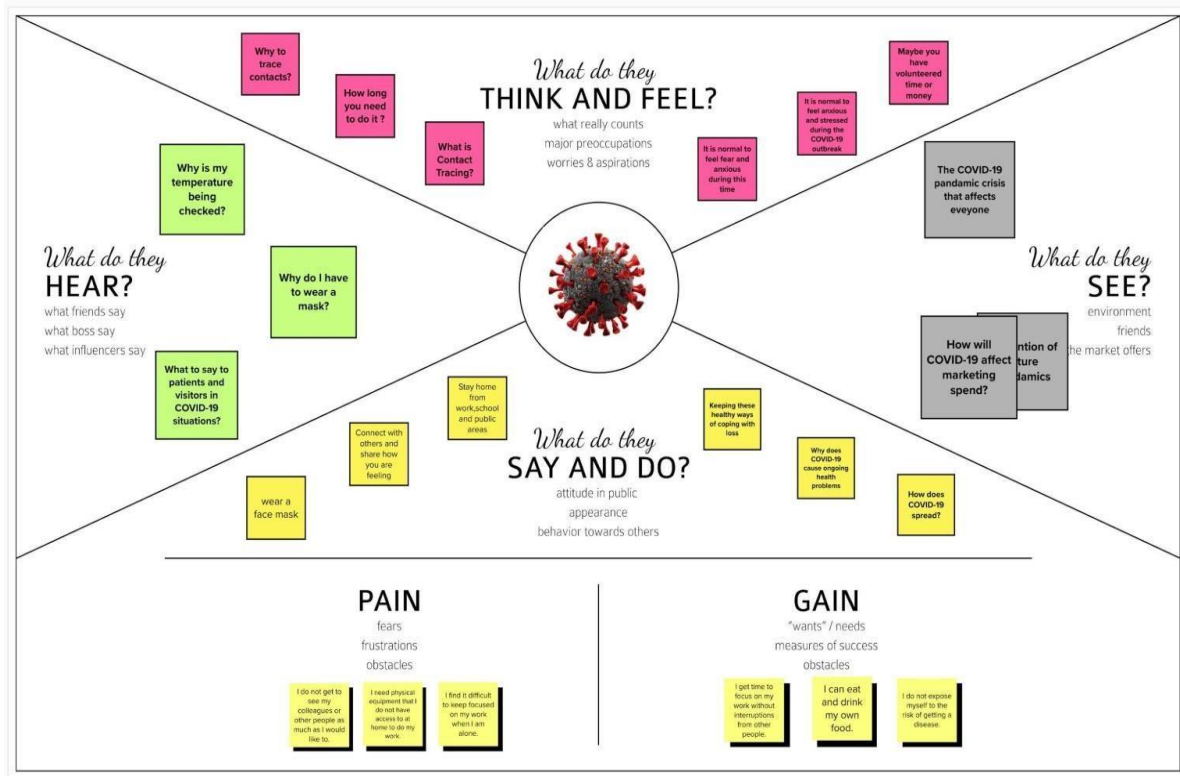 What do they
THINK AND FEEL?
what really counts
major preoccupations
worries & aspirations
Why to
trace
contacts?
How long
you need
to do it ?
What is
Contact
Tracing?
It is normal to
feel fear and
anxious
during this
time
It is normal to
feel anxious
and stressed
during the
COVID-19
outbreak
Maybe you
have
volunteered
time or
money
What do they
HEAR?
what friends say
what boss say
what influencers say
Why is my
temperature
being
checked?
Why do I have
to wear a
mask?
What to say to
patients and
visitors in
COVID-19
situations?
What do they
SEE?
environment
friends
the market offers
The COVID-19
pandamic crisis
that affects
eveyone
How will
COVID-19 affect
marketing
spend?
What do they
SAY AND DO?
attitude in public
appearance
behavior towards others
Stay home
from
work,school
and public
areas
Connect with
others and
share how
you are
feeling
wear a
face mask
Keeping these
healthy ways
of coping with
loss
Why does
COVID-19
cause ongoing
health
problems
How does
COVID-19
spread?
PAIN
fears
frustrations
obstacles
I do not get to
see my
colleagues or
other people as
much as I would
like to.
I need physical
equipment that I
do not have
access to at
home to do my
work.
I find it difficult
to keep focused
on my work
when I am
alone.
GAIN
"wants" / needs
measures of success
obstacles
I get time to
focus on my
work without
interruptions
from other
people.
I can eat
and drink
my own
food.
I do not expose
myself to the
risk of getting a
disease.